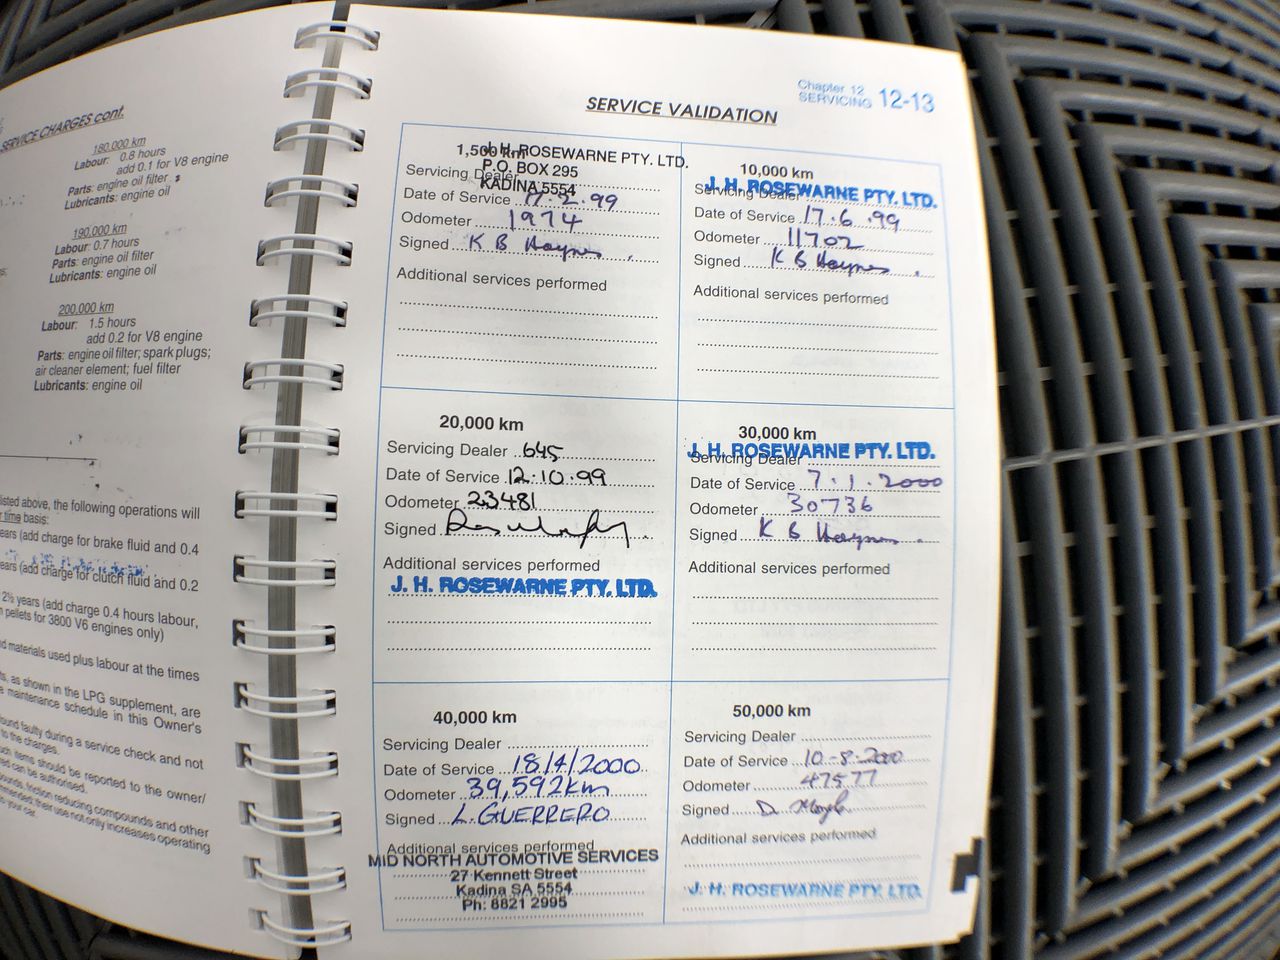 SERVICE CHARGES cont.
180,000 km
Labour: 0.8 hours
add 0.1 for V8 engine
Parts: engine oil filter
Lubricants: engine oil
190,000 km
Labour: 0.7 hours
Parts: engine oil filter
Lubricants: engine oil
200,000 km
Labour: 1.5 hours
add 0.2 for V8 engine
Parts: engine oil filter; spark plugs;
air cleaner element; fuel filter
Lubricants: engine oil
listed above, the following operations will
time basis:
ears (add charge for brake fluid and 0.4
ears (add charge for clutch fluid and 0.2
2½ years (add charge 0.4 hours labour,
pellets for 3800 V6 engines only)
materials used plus labour at the times
as shown in the LPG supplement, are
maintenance schedule in this Owner's
found faulty during a service check and not
to the charges.
items should be reported to the owner/
can be authorised.
friction reducing compounds and other
their use not only increases operating
your car.
Chapter 12
SERVICING 12-13
SERVICE VALIDATION
1,500 km
J. H. ROSEWARNE PTY. LTD.
P.O. BOX 295
KADINA 5554
Servicing Dealer
Date of Service 17.2.99
Odometer 1974
Signed K B Haynes
Additional services performed
10,000 km
J. H. ROSEWARNE PTY. LTD.
Servicing Dealer
Date of Service 17.6.99
Odometer 11702
Signed K B Haynes
Additional services performed
20,000 km
Servicing Dealer 645
Date of Service 12.10.99
Odometer 23481
Signed
Additional services performed
J. H. ROSEWARNE PTY. LTD.
30,000 km
J. H. ROSEWARNE PTY. LTD.
Servicing Dealer
Date of Service 7.1.2000
Odometer 30736
Signed K B Haynes
Additional services performed
40,000 km
Servicing Dealer
Date of Service 18/4/2000
Odometer 39,592km
Signed L. GUERRERO
Additional services performed
MID NORTH AUTOMOTIVE SERVICES
27 Kennett Street
Kadina SA 5554
Ph: 8821 2995
50,000 km
Servicing Dealer
Date of Service 10-8-2000
Odometer 47577
Signed D
Additional services performed
J. H. ROSEWARNE PTY. LTD.